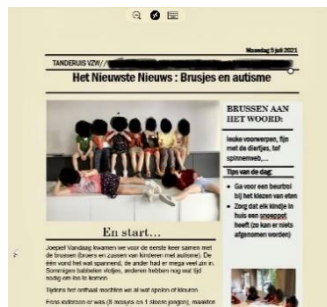 Maandag 5 juli 2021
TANDERUIS VZW//
Het Nieuwste Nieuws : Brusjes en autisme
BRUSSEN AAN
HET WOORD:
leuke voorwerpen, fijn
met de diertjes, tof
spinnenweb,...
Tips van de dag:
Ga voor een beurtrol
bij het kiezen van eten
Zorg dat elk kindje in
huis een snoeppot
heeft (zo kan er niets
afgenomen worden)
En start...
Joepie! Vandaag kwamen we voor de eerste keer samen met
de brussen (broers en zussen van kinderen met autisme). De
één vond het wat spannend, de ander had er mega veel zin in.
Sommigen babbelen vlotjes, anderen hebben nog wat tijd
nodig om los te komen.
Tijdens het onthaal mochten we al wat spelen of kleuren.